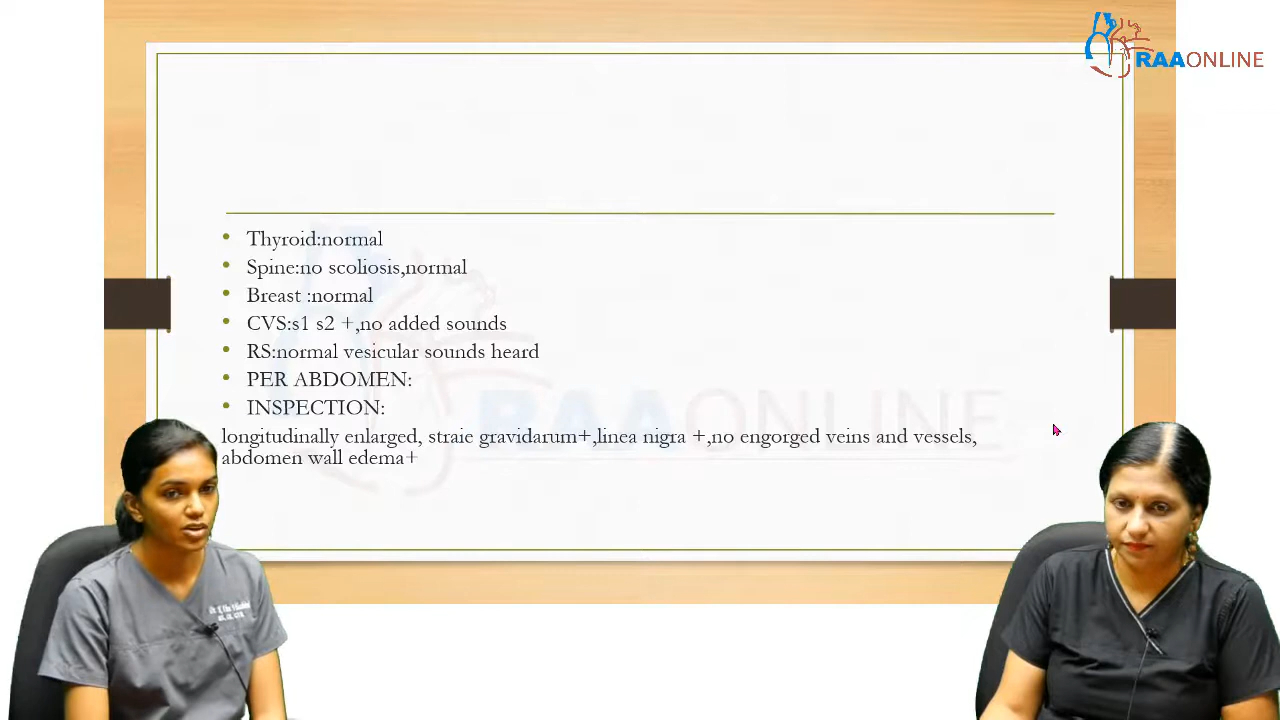 RAAONLINE
Thyroid:normal
Spine:no scoliosis,normal
Breast :normal
CVS:s1 s2 +,no added sounds
RS:normal vesicular sounds heard
PER ABDOMEN:
INSPECTION:
longitudinally enlarged, straie gravidarum+,linea nigra +,no engorged veins and vessels,
abdomen wall edema+
RAAONLINE